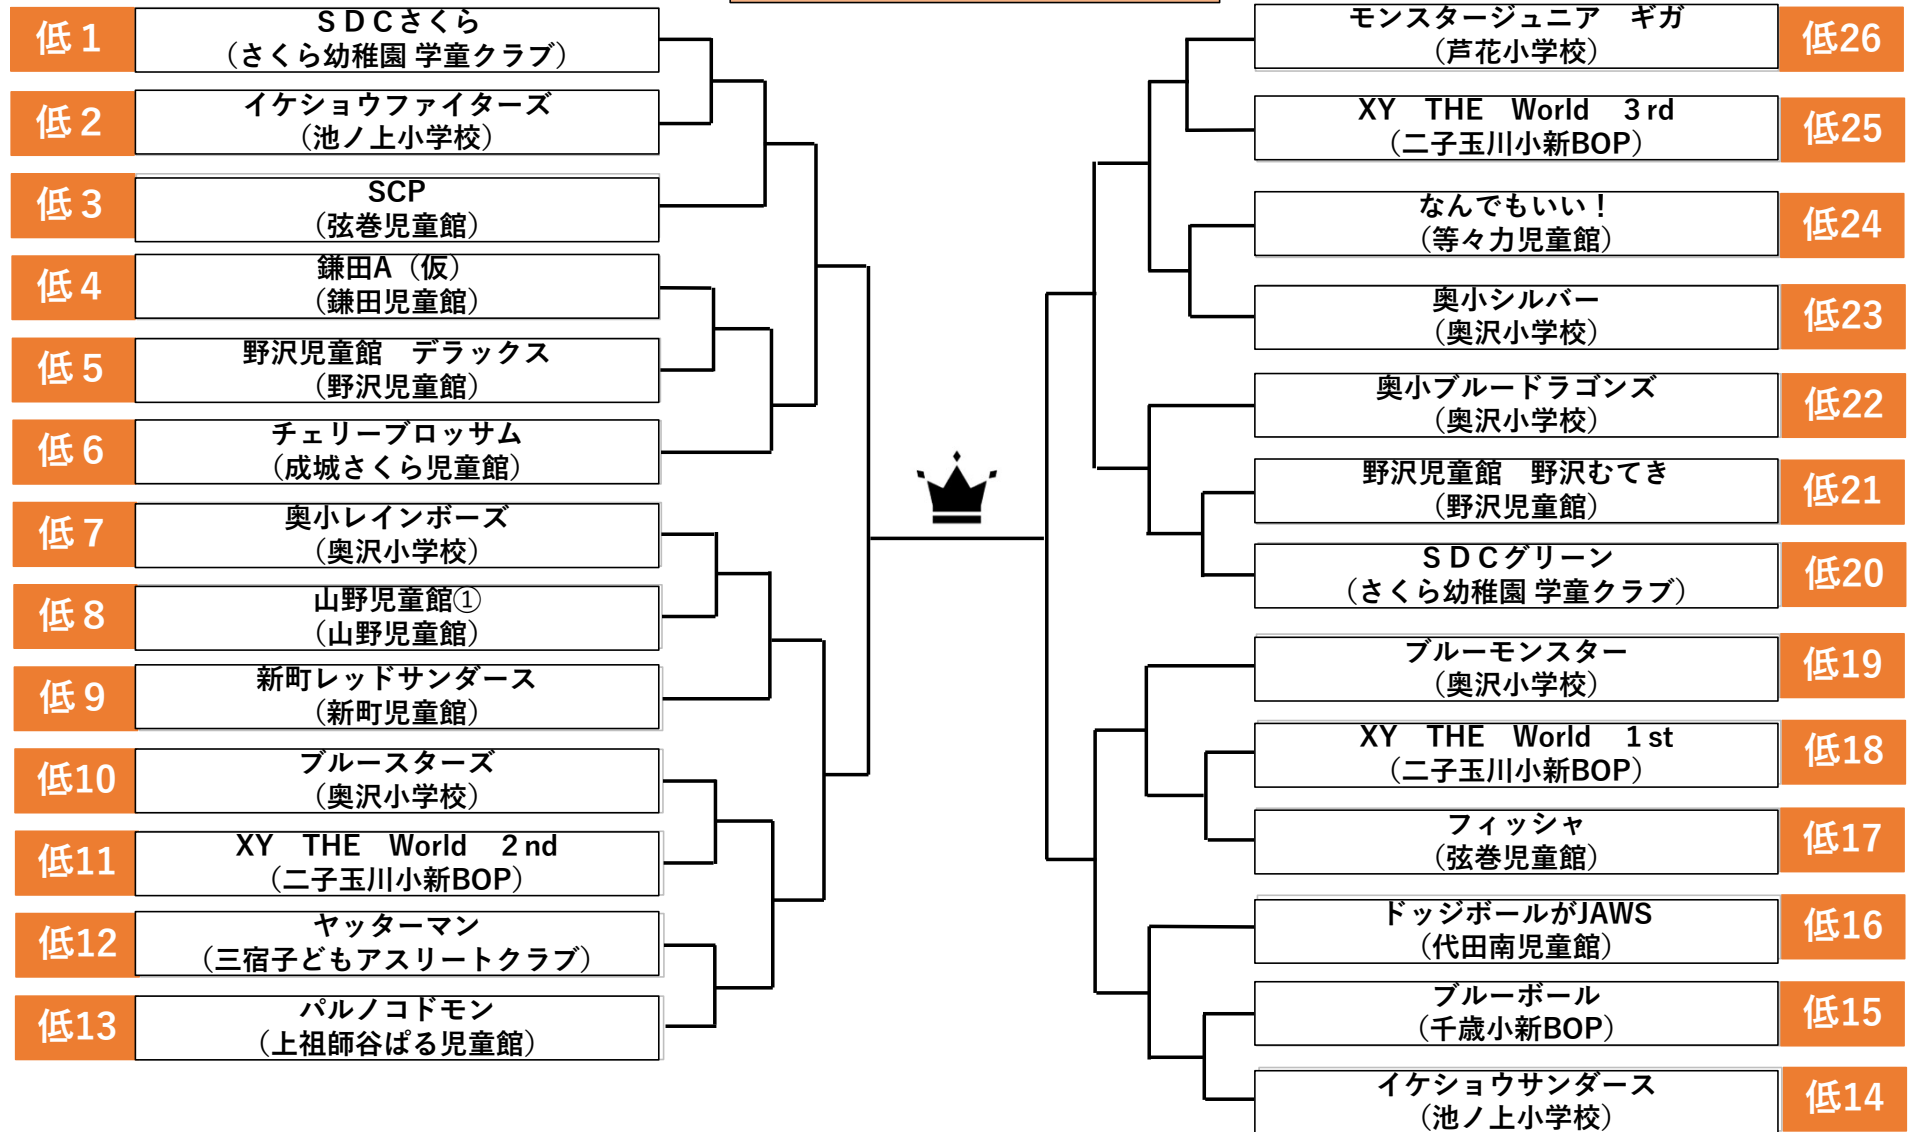 低１
ＳＤＣさくら
（さくら幼稚園 学童クラブ）
低２
イケショウファイターズ
（池ノ上小学校）
低３
SCP
（弦巻児童館）
低４
鎌田A（仮）
（鎌田児童館）
低５
野沢児童館　デラックス
（野沢児童館）
低６
チェリーブロッサム
（成城さくら児童館）
低７
奥小レインボーズ
（奥沢小学校）
低８
山野児童館①
（山野児童館）
低９
新町レッドサンダース
（新町児童館）
低10
ブルースターズ
（奥沢小学校）
低11
XY　THE　World　２nd
（二子玉川小新BOP）
低12
ヤッターマン
（三宿子どもアスリートクラブ）
低13
パルノコドモン
（上祖師谷ぱる児童館）
モンスタージュニア　ギガ
（芦花小学校）
低26
XY　THE　World　３rd
（二子玉川小新BOP）
低25
なんでもいい！
（等々力児童館）
低24
奥小シルバー
（奥沢小学校）
低23
奥小ブルードラゴンズ
（奥沢小学校）
低22
野沢児童館　野沢むてき
（野沢児童館）
低21
ＳＤＣグリーン
（さくら幼稚園 学童クラブ）
低20
ブルーモンスター
（奥沢小学校）
低19
XY　THE　World　１st
（二子玉川小新BOP）
低18
フィッシャ
（弦巻児童館）
低17
ドッジボールがJAWS
（代田南児童館）
低16
ブルーボール
（千歳小新BOP）
低15
イケショウサンダース
（池ノ上小学校）
低14